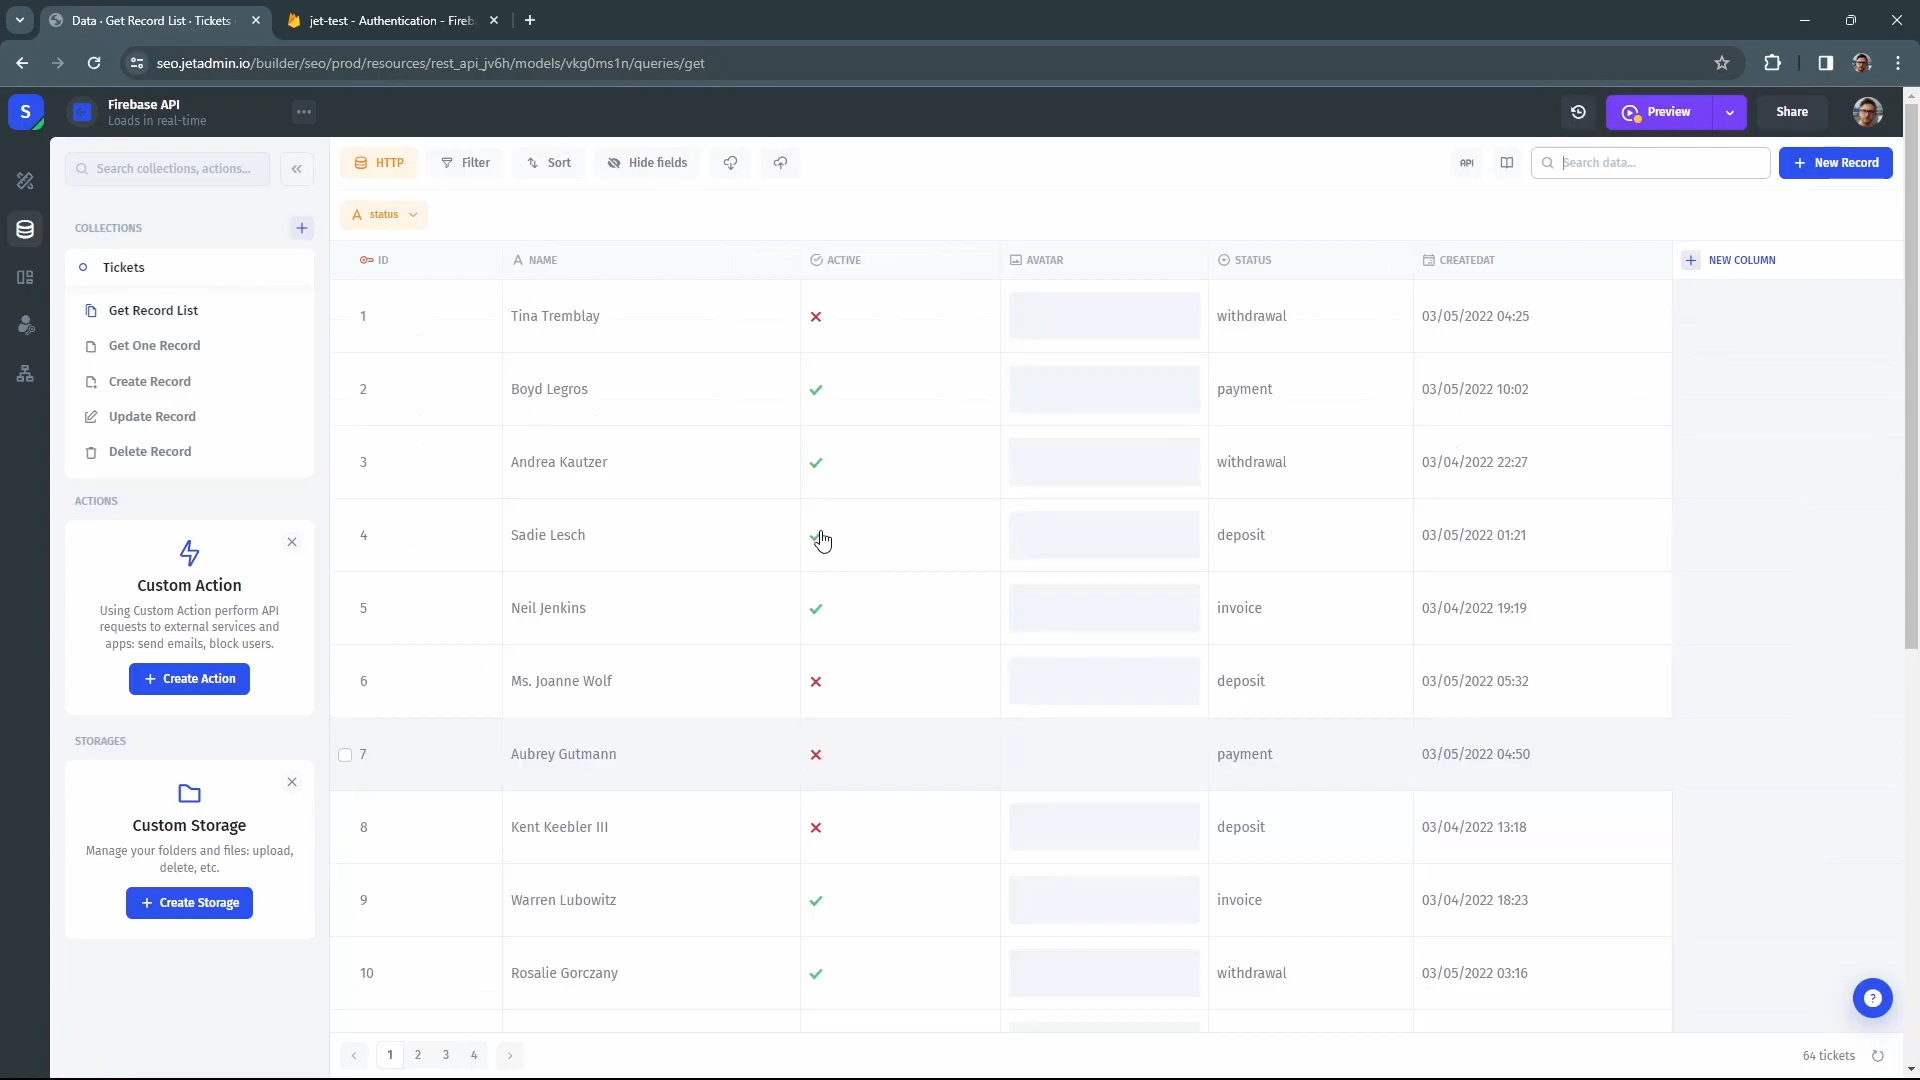 Data · Get Record List · Tickets
jet-test - Authentication - Fireb
seo.jetadmin.io/builder/seo/prod/resources/rest_api_jv6h/models/vkg0ms1n/queries/get
S
Firebase API
Loads in real-time
Preview
Share
Search collections, actions...
HTTP
Filter
Sort
Hide fields
API
Search data...
New Record
status
COLLECTIONS
Tickets
Get Record List
Get One Record
Create Record
Update Record
Delete Record
ACTIONS
Custom Action
Using Custom Action perform API
requests to external services and
apps: send emails, block users.
Create Action
STORAGES
Custom Storage
Manage your folders and files: upload,
delete, etc.
Create Storage
ID NAME ACTIVE AVATAR STATUS CREATEDAT NEW COLUMN
1 Tina Tremblay withdrawal 03/05/2022 04:25
2 Boyd Legros payment 03/05/2022 10:02
3 Andrea Kautzer withdrawal 03/04/2022 22:27
4 Sadie Lesch deposit 03/05/2022 01:21
5 Neil Jenkins invoice 03/04/2022 19:19
6 Ms. Joanne Wolf deposit 03/05/2022 05:32
7 Aubrey Gutmann payment 03/05/2022 04:50
8 Kent Keebler III deposit 03/04/2022 13:18
9 Warren Lubowitz invoice 03/04/2022 18:23
10 Rosalie Gorczany withdrawal 03/05/2022 03:16
1 2 3 4
64 tickets
?